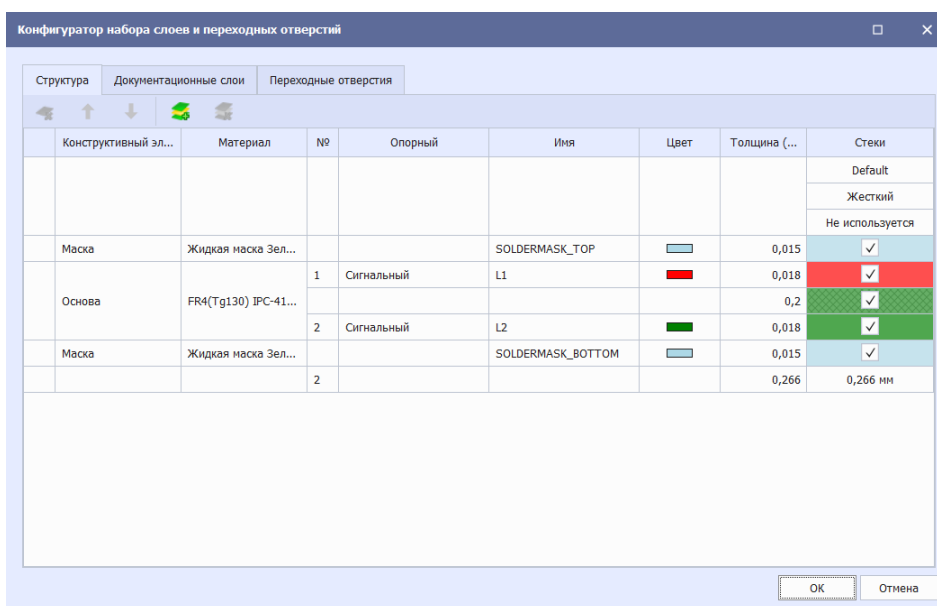 Конфигуратор набора слоев и переходных отверстий
Структура Документационные слои Переходные отверстия
Конструктивный эл... Материал № Опорный Имя Цвет Толщина (... Стеки
Default
Жесткий
Не используется
Маска Жидкая маска Зел... SOLDERMASK_TOP 0,015
1 Сигнальный L1 0,018
Основа FR4(Tg130) IPC-41... 0,2
2 Сигнальный L2 0,018
Маска Жидкая маска Зел... SOLDERMASK_BOTTOM 0,015
2 0,266 0,266 мм
ОК Отмена